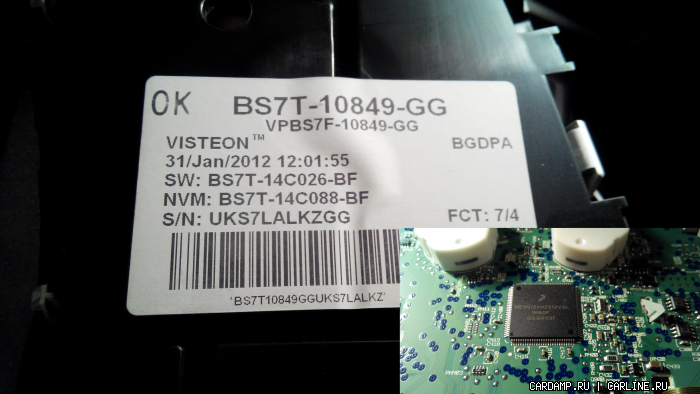 OK
BS7T-10849-GG
VPBS7F-10849-GG
VISTEON™ BGDPA
31/Jan/2012 12:01:55
SW: BS7T-14C026-BF
NVM: BS7T-14C088-BF
S/N: UKS7LALKZGG FCT: 7/4
'BS7T10849GGUKS7LALKZ'
CARDAMP.RU | CARLINE.RU